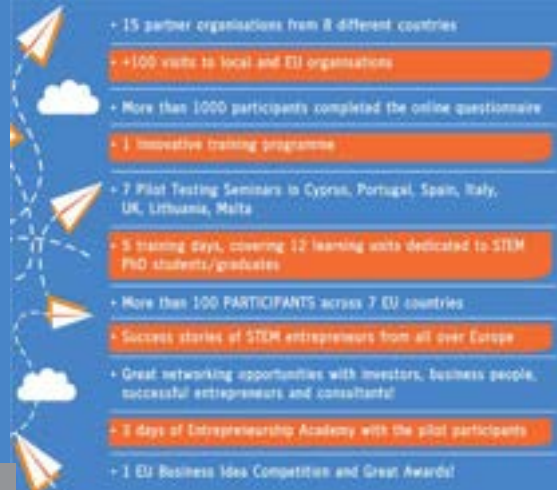 • 15 partner organisations from 8 different countries
• +100 visits to local and EU organisations
• More than 1000 participants completed the online questionnaire
• 1 Innovative training programme
• 7 Pilot Testing Seminars in Cyprus, Portugal, Spain, Italy,
UK, Lithuania, Malta
• 5 training days, covering 12 learning units dedicated to STEM
PhD students/graduates
• More than 100 PARTICIPANTS across 7 EU countries
• Success stories of STEM entrepreneurs from all over Europe
• Great networking opportunities with investors, business people,
successful entrepreneurs and consultants!
• 3 days of Entrepreneurship Academy with the pilot participants
• 1 EU Business Idea Competition and Great Awards!